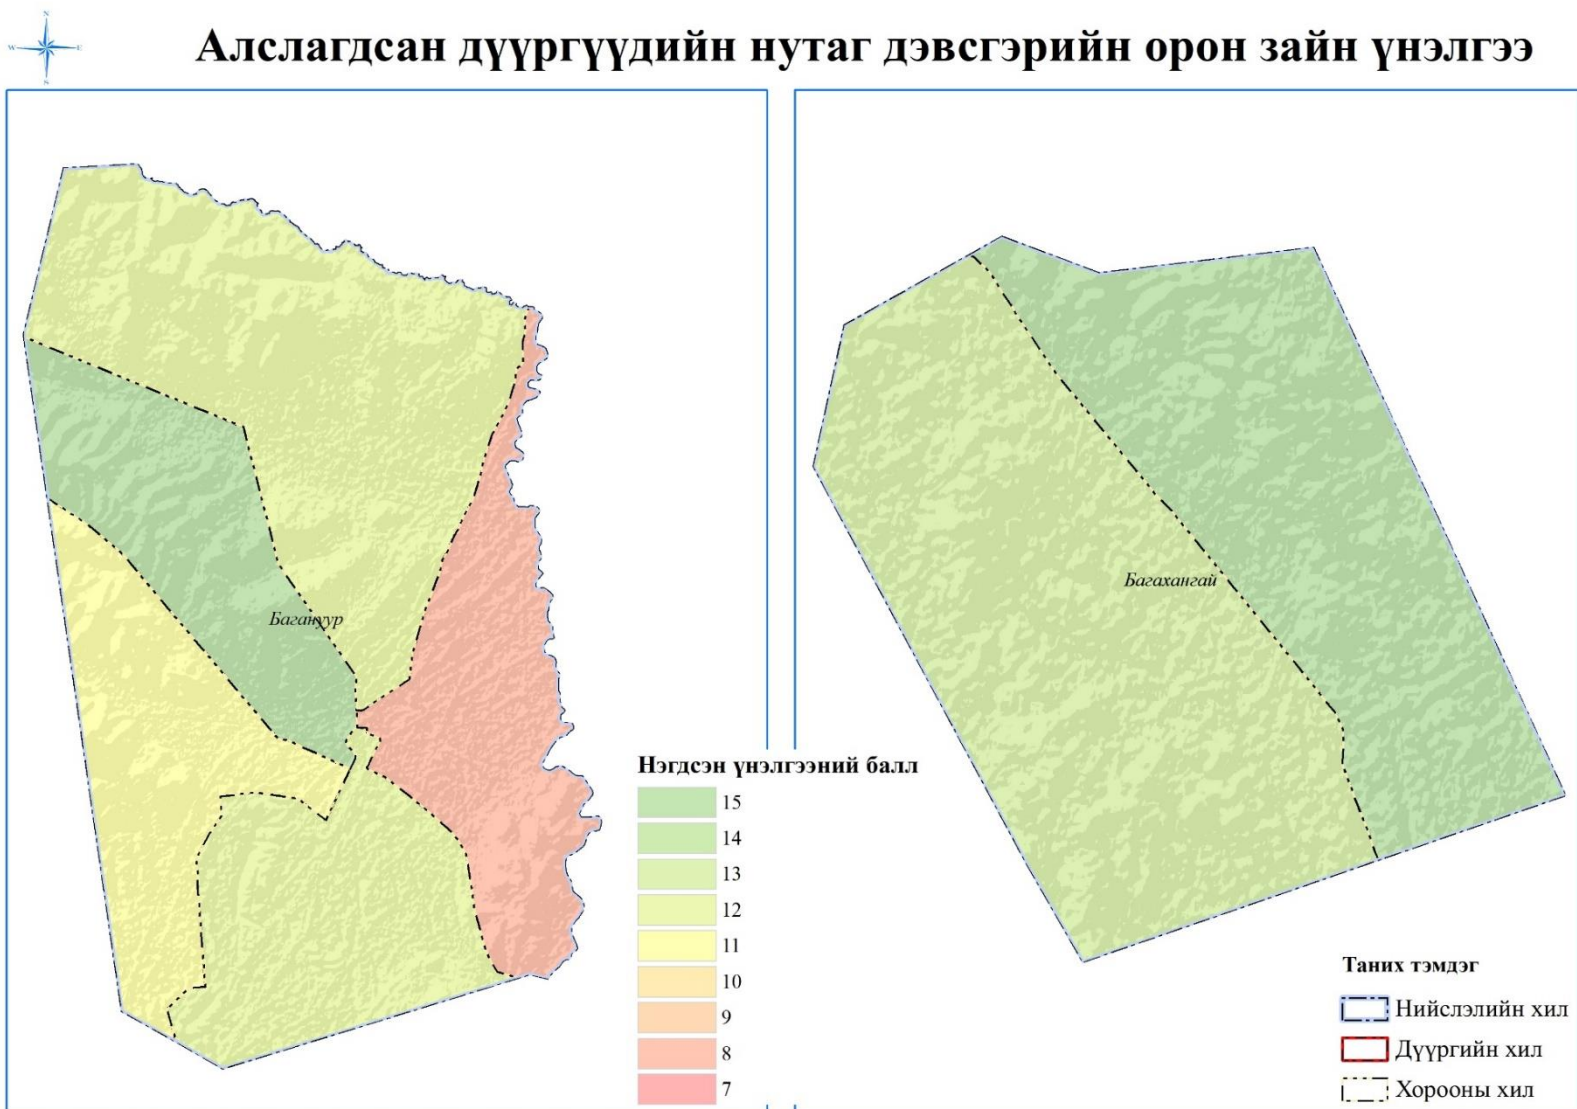 N
W E
S
Алслагдсан дүүргүүдийн нутаг дэвсгэрийн орон зайн үнэлгээ
Багануур
Багахангай
Нэгдсэн үнэлгээний балл
15
14
13
12
11
10
9
8
7
Таних тэмдэг
Нийслэлийн хил
Дүүргийн хил
Хорооны хил